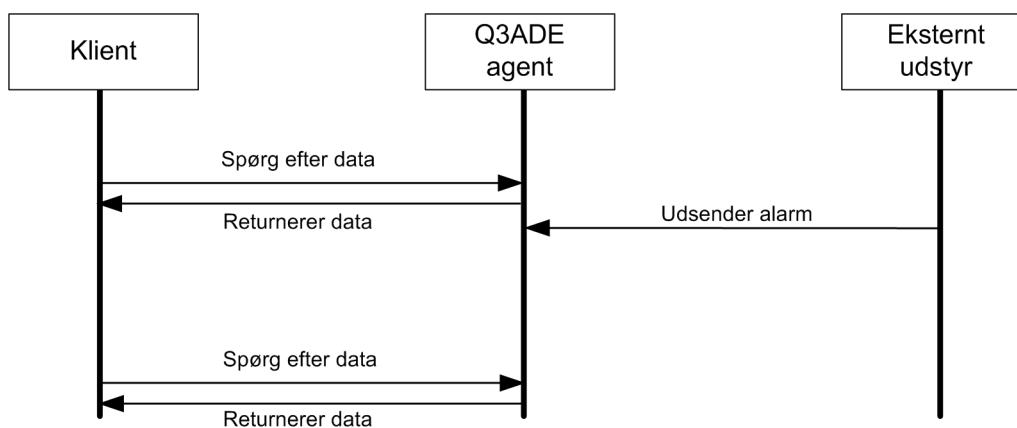 Klient
Q3ADE
agent
Eksternt
udstyr
Spørg efter data
Returnerer data
Udsender alarm
Spørg efter data
Returnerer data